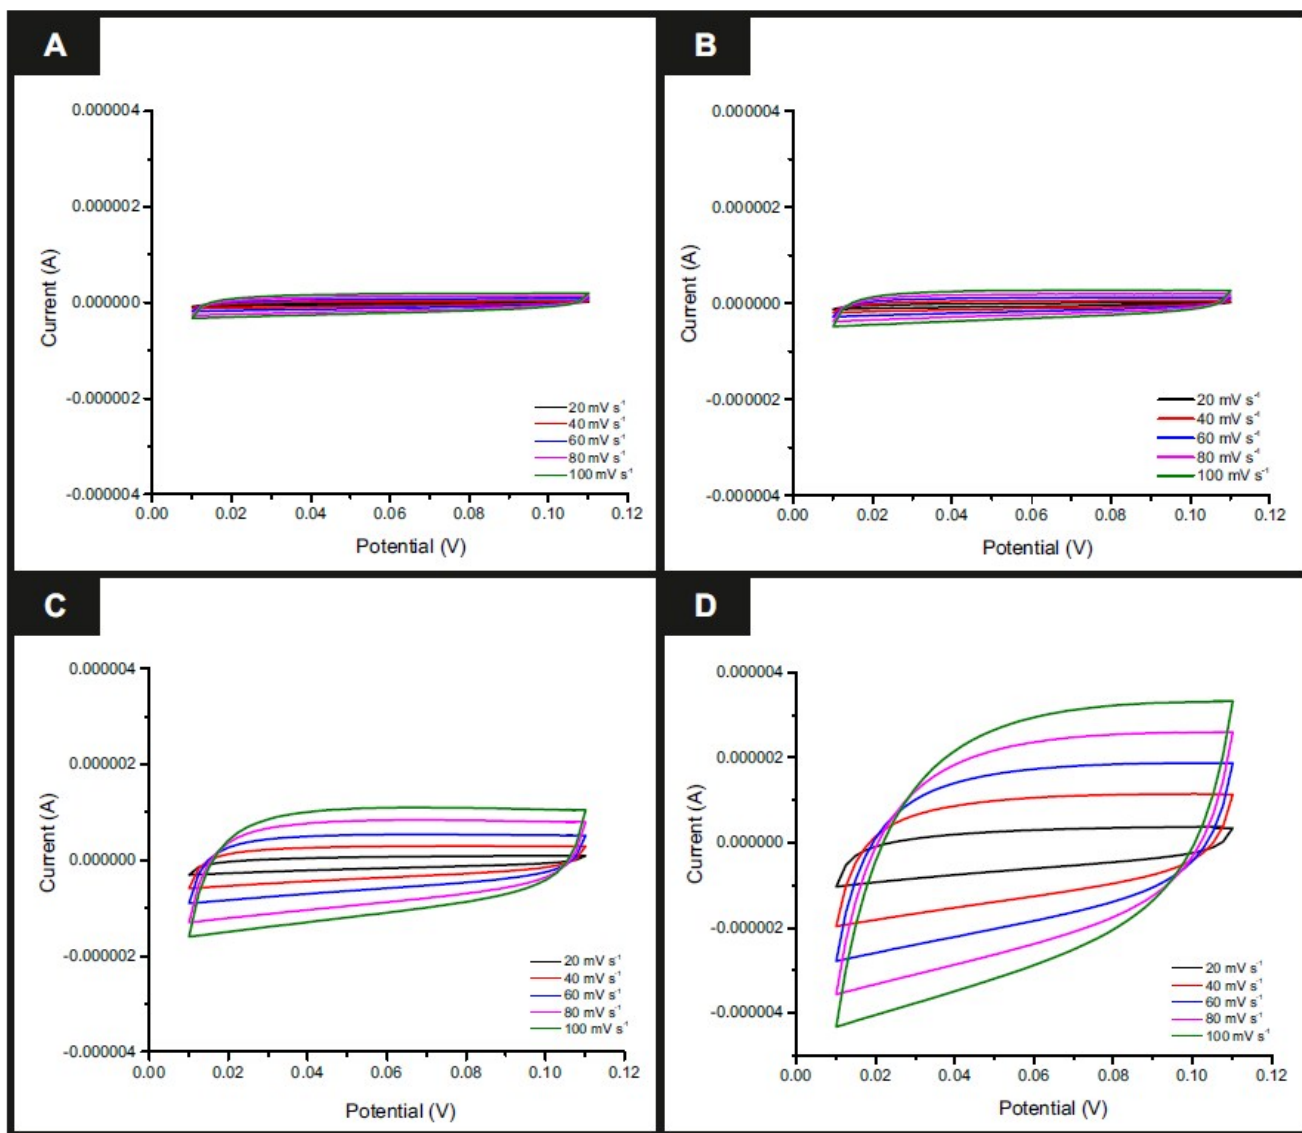 A
0.000004
0.000002
0.000000
-0.000002
-0.000004
Current (A)
20 mV s⁻¹
40 mV s⁻¹
60 mV s⁻¹
80 mV s⁻¹
100 mV s⁻¹
0.00 0.02 0.04 0.06 0.08 0.10 0.12
Potential (V)
B
0.000004
0.000002
0.000000
-0.000002
-0.000004
Current (A)
20 mV s⁻¹
40 mV s⁻¹
60 mV s⁻¹
80 mV s⁻¹
100 mV s⁻¹
0.00 0.02 0.04 0.06 0.08 0.10 0.12
Potential (V)
C
0.000004
0.000002
0.000000
-0.000002
-0.000004
Current (A)
20 mV s⁻¹
40 mV s⁻¹
60 mV s⁻¹
80 mV s⁻¹
100 mV s⁻¹
0.00 0.02 0.04 0.06 0.08 0.10 0.12
Potential (V)
D
0.000004
0.000002
0.000000
-0.000002
-0.000004
Current (A)
20 mV s⁻¹
40 mV s⁻¹
60 mV s⁻¹
80 mV s⁻¹
100 mV s⁻¹
0.00 0.02 0.04 0.06 0.08 0.10 0.12
Potential (V)